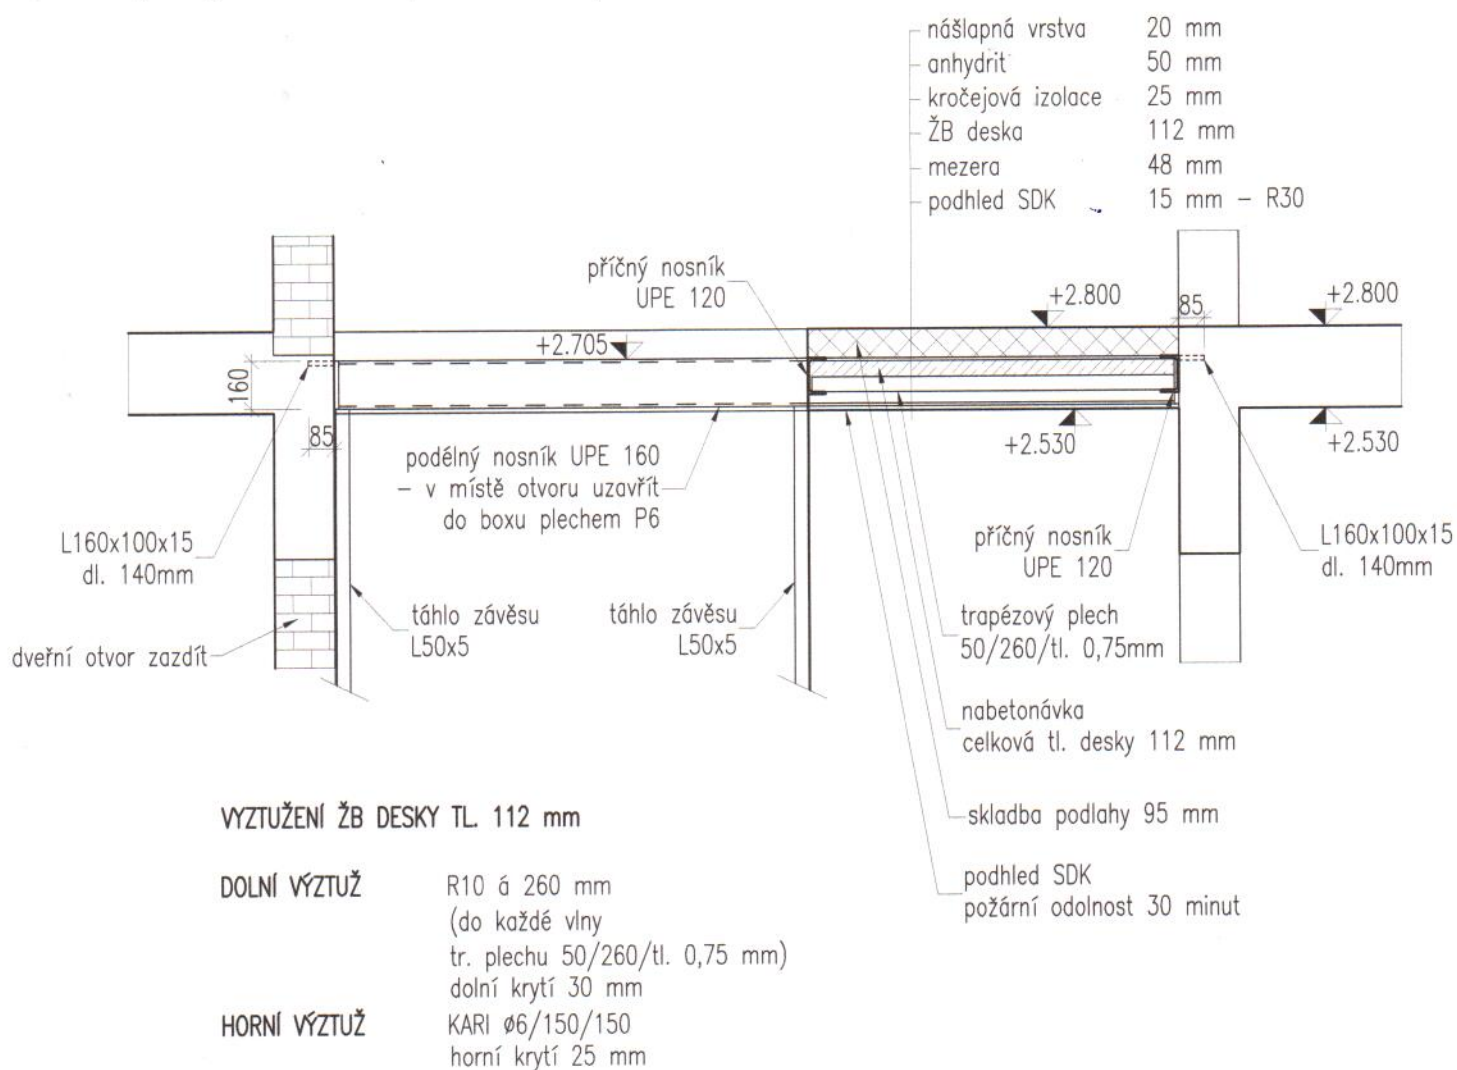 nášlapná vrstva 20 mm
anhydrit 50 mm
kročejová izolace 25 mm
ŽB deska 112 mm
mezera 48 mm
podhled SDK 15 mm – R30
příčný nosník
UPE 120
+2.800
85
+2.800
+2.705
160
85
+2.530
+2.530
podélný nosník UPE 160
– v místě otvoru uzavřít
do boxu plechem P6
L160x100x15
dl. 140mm
příčný nosník
UPE 120
L160x100x15
dl. 140mm
táhlo závěsu
L50x5
táhlo závěsu
L50x5
trapézový plech
50/260/tl. 0,75mm
dveřní otvor zazdít
nabetonávka
celková tl. desky 112 mm
skladba podlahy 95 mm
podhled SDK
požární odolnost 30 minut
VYZTUŽENÍ ŽB DESKY TL. 112 mm
DOLNÍ VÝZTUŽ R10 á 260 mm
(do každé vlny
tr. plechu 50/260/tl. 0,75 mm)
dolní krytí 30 mm
HORNÍ VÝZTUŽ KARI ø6/150/150
horní krytí 25 mm